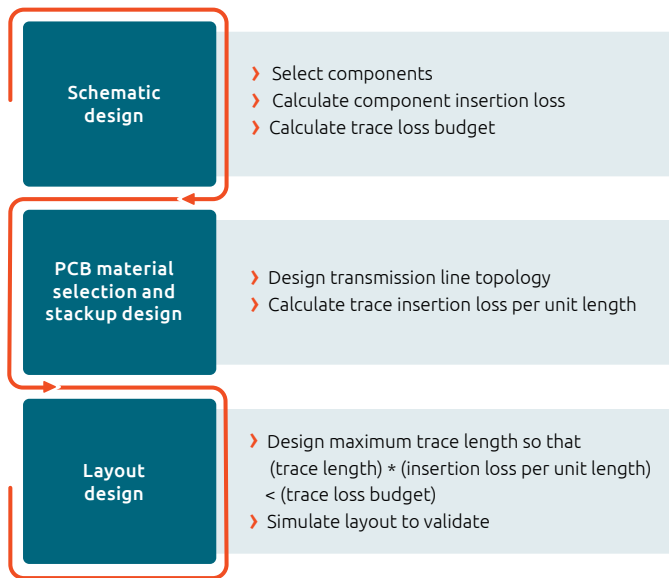 Schematic
design
❯ Select components
❯ Calculate component insertion loss
❯ Calculate trace loss budget
PCB material
selection and
stackup design
❯ Design transmission line topology
❯ Calculate trace insertion loss per unit length
Layout
design
❯ Design maximum trace length so that
(trace length) * (insertion loss per unit length)
< (trace loss budget)
❯ Simulate layout to validate